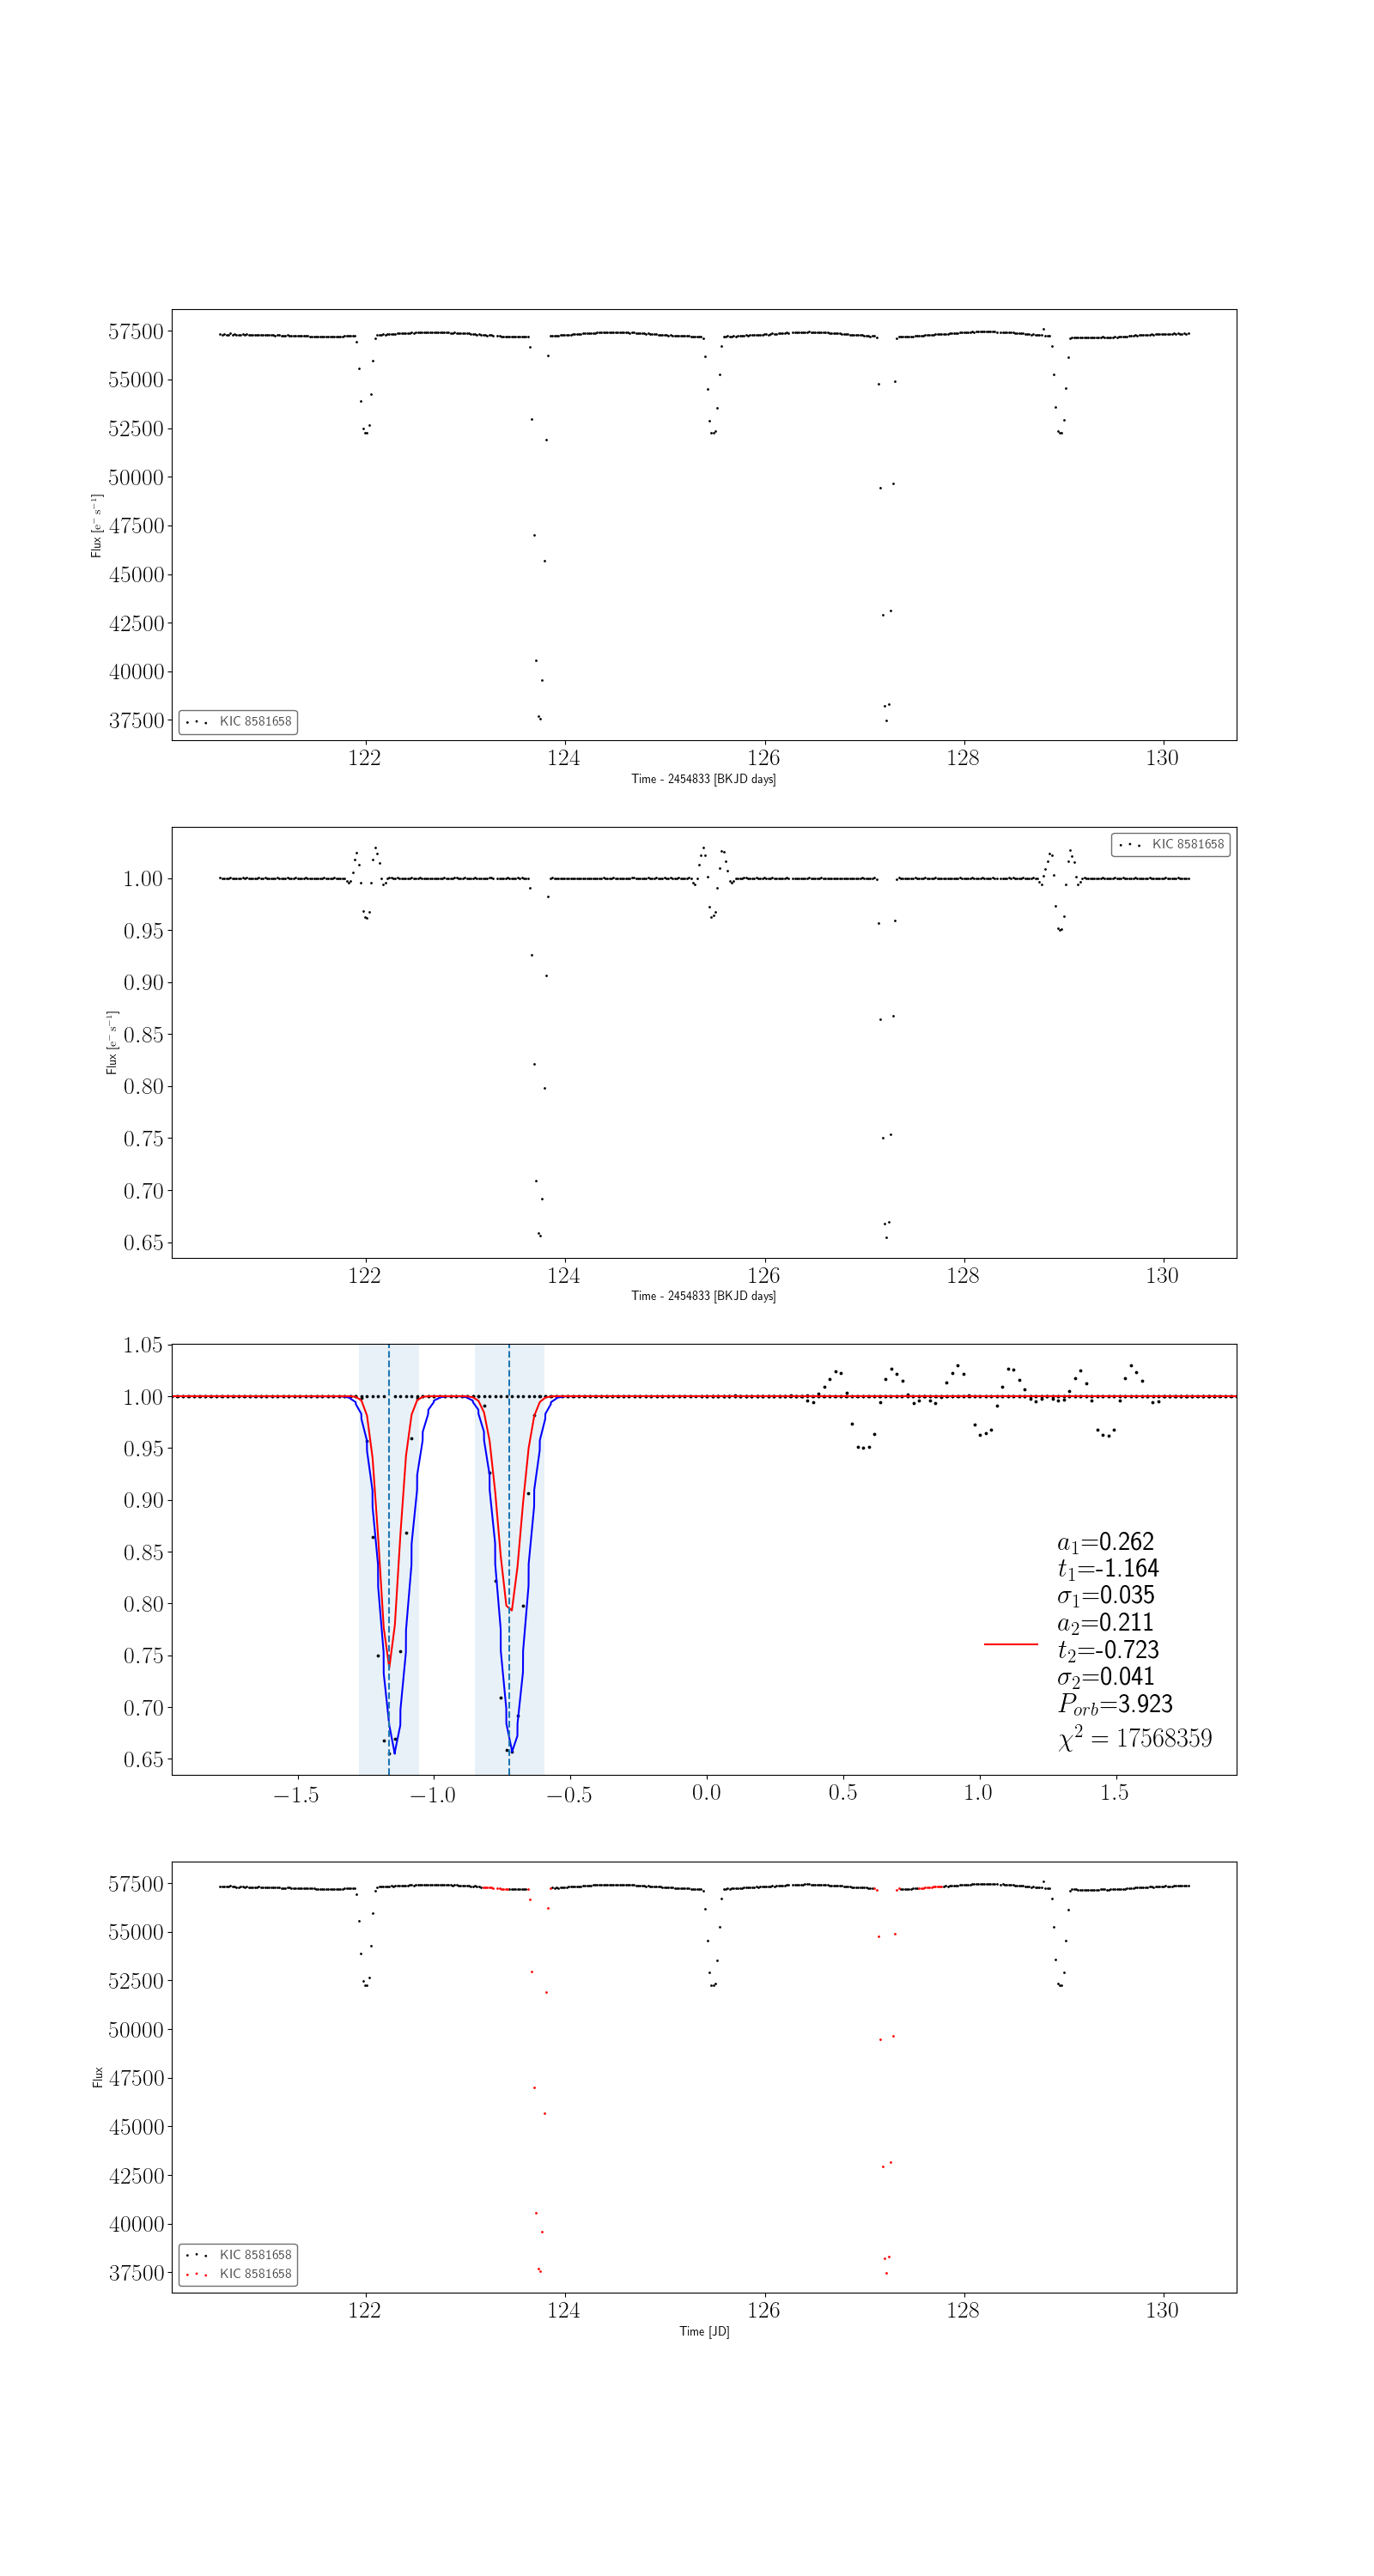 57500
55000
52500
50000
47500
45000
42500
40000
37500
Flux [e⁻ s⁻¹]
KIC 8581658
122 124 126 128 130
Time - 2454833 [BKJD days]
KIC 8581658
1.00
0.95
0.90
0.85
0.80
0.75
0.70
0.65
Flux [e⁻ s⁻¹]
122 124 126 128 130
Time - 2454833 [BKJD days]
1.05
1.00
0.95
0.90
0.85
0.80
0.75
0.70
0.65
a₁=0.262
t₁=-1.164
σ₁=0.035
a₂=0.211
t₂=-0.723
σ₂=0.041
P_orb=3.923
χ² = 17568359
−1.5 −1.0 −0.5 0.0 0.5 1.0 1.5
57500
55000
52500
50000
47500
45000
42500
40000
37500
Flux
KIC 8581658
KIC 8581658
122 124 126 128 130
Time [JD]